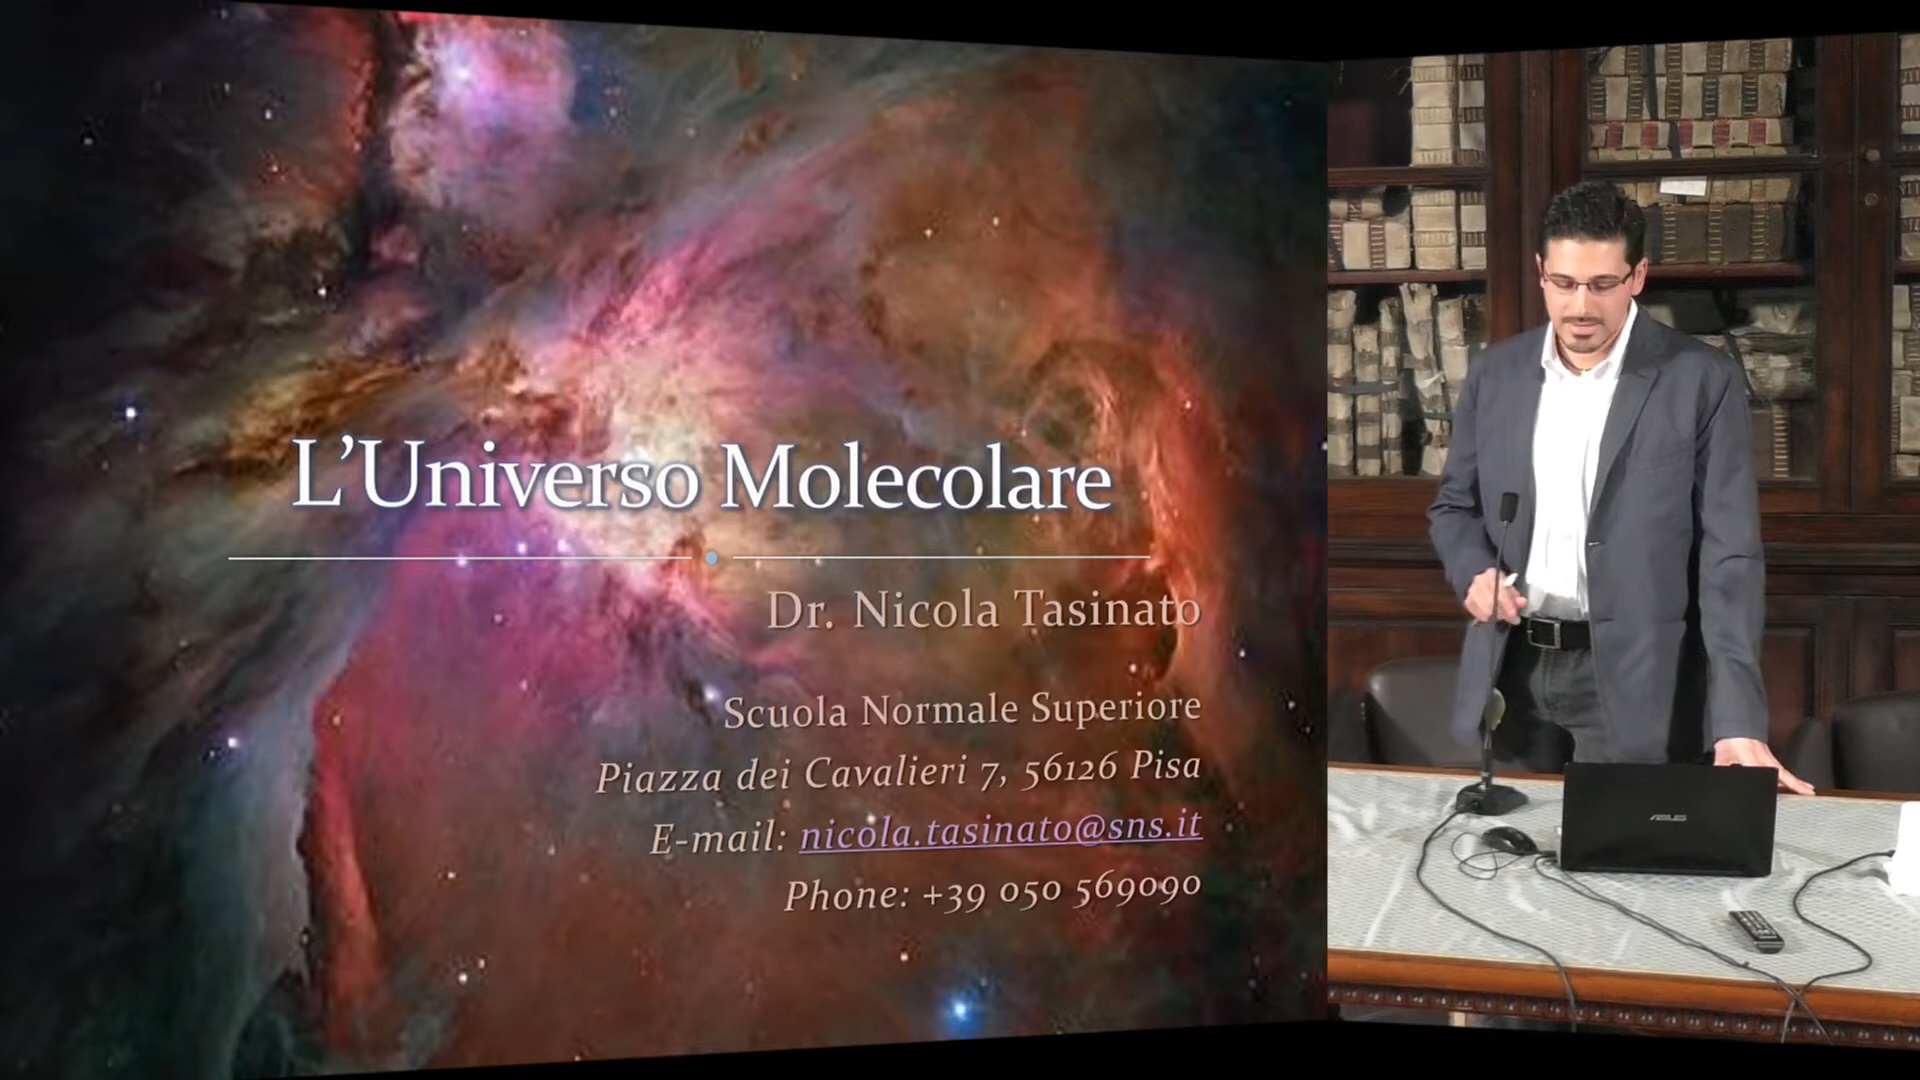 L’Universo Molecolare
Dr. Nicola Tasinato
Scuola Normale Superiore
Piazza dei Cavalieri 7, 56126 Pisa
E-mail: nicola.tasinato@sns.it
Phone: +39 050 569090
ASUS